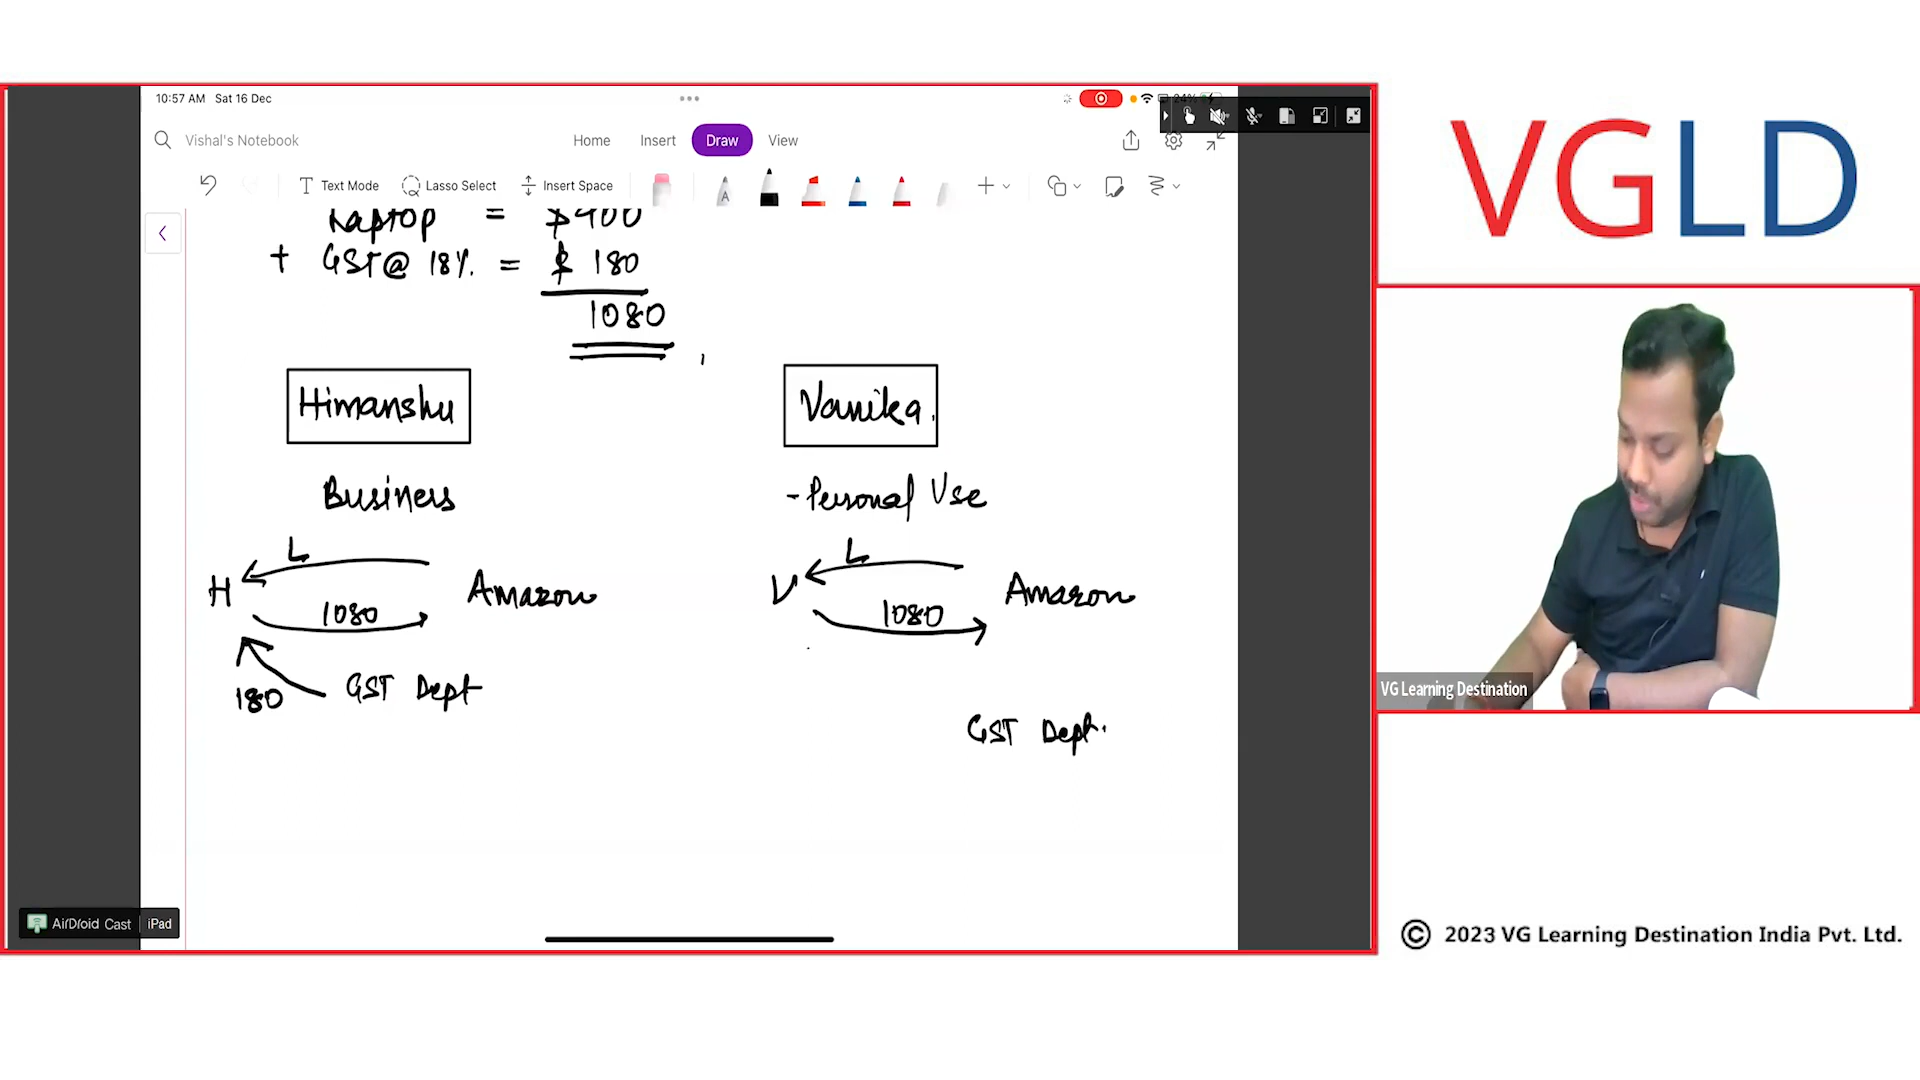 10:57 AM Sat 16 Dec
24%
Vishal's Notebook
Home Insert Draw View
Text Mode Lasso Select Insert Space
Laptop = $900
+ GST@ 18% = $ 180
1080
Himanshu
Vanika.
Business
- Personal Use
L
L
H Amazon
V Amazon
1080
1080
180 GST Dept
GST Dept.
AirDroid Cast iPad
VGLD
VG Learning Destination
© 2023 VG Learning Destination India Pvt. Ltd.